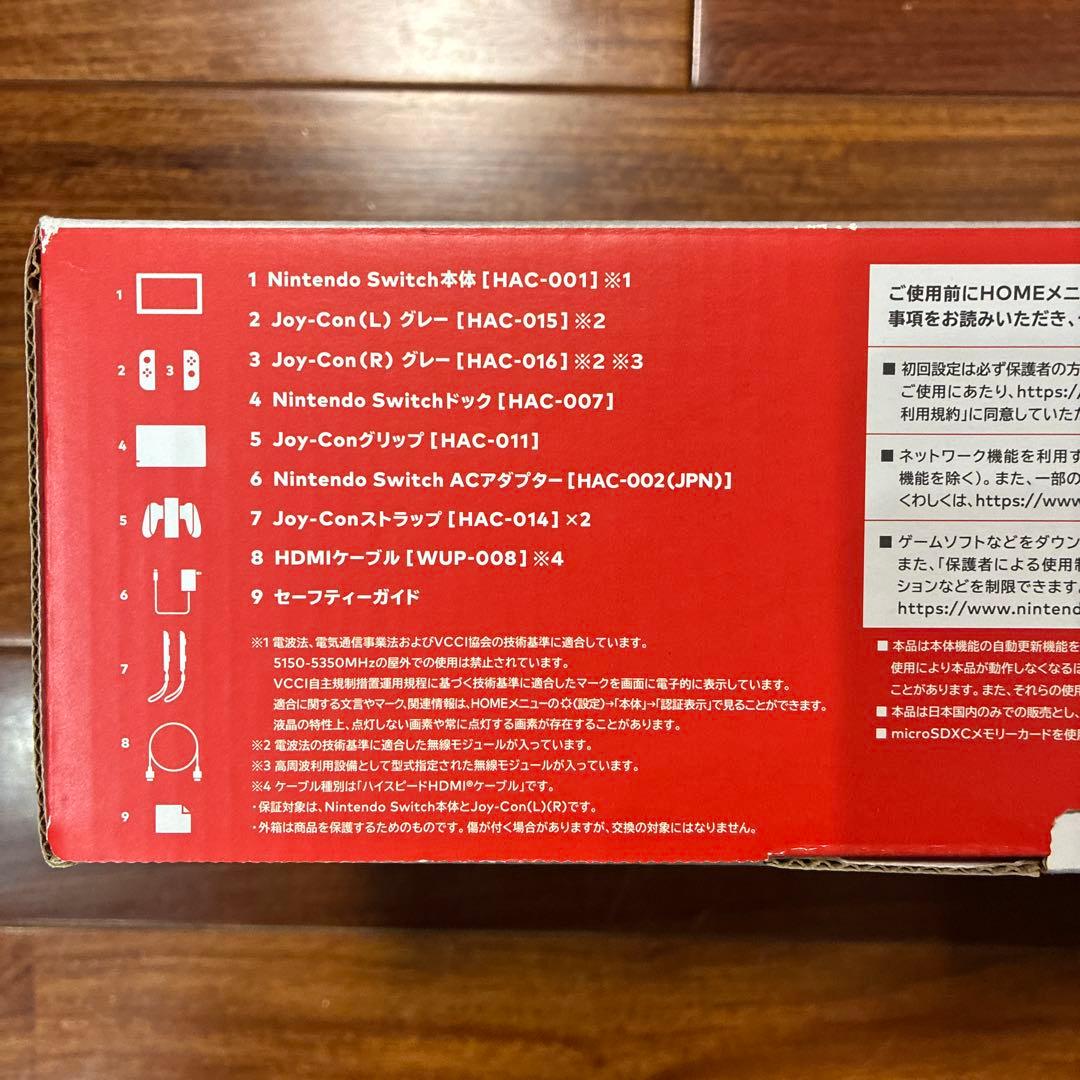 1 Nintendo Switch本体 [HAC-001] ※1
2 Joy-Con(L) グレー [HAC-015] ※2
3 Joy-Con(R) グレー [HAC-016] ※2 ※3
4 Nintendo Switchドック [HAC-007]
5 Joy-Conグリップ [HAC-011]
6 Nintendo Switch ACアダプター [HAC-002(JPN)]
7 Joy-Conストラップ [HAC-014] ×2
8 HDMIケーブル [WUP-008] ※4
9 セーフティーガイド
※1 電波法、電気通信事業法およびVCCI協会の技術基準に適合しています。
5150-5350MHzの屋外での使用は禁止されています。
VCCI自主規制措置運用規程に基づく技術基準に適合したマークを画面に電子的に表示しています。
適合に関する文言やマーク、関連情報は、HOMEメニューの(設定)→「本体」→「認証表示」で見ることができます。
液晶の特性上、点灯しない画素や常に点灯する画素が存在することがあります。
※2 電波法の技術基準に適合した無線モジュールが入っています。
※3 高周波利用設備として型式指定された無線モジュールが入っています。
※4 ケーブル種別は「ハイスピードHDMI®ケーブル」です。
・保証対象は、Nintendo Switch本体とJoy-Con(L)(R)です。
・外箱は商品を保護するためのものです。傷が付く場合がありますが、交換の対象にはなりません。
1
2 3
4
5
6
7
8
9
ご使用前にHOMEメニ
事項をお読みいただき、
■ 初回設定は必ず保護者の方
ご使用にあたり、https:/
利用規約」に同意していただ
■ ネットワーク機能を利用す
機能を除く)。また、一部の
くわしくは、https://www
■ ゲームソフトなどをダウン
また、「保護者による使用制
ションなどを制限できます。
https://www.nintend
■ 本品は本体機能の自動更新機能を
使用により本品が動作しなくなるほ
ことがあります。また、それらの使用
■ 本品は日本国内のみでの販売とし、
■ microSDXCメモリーカードを使用